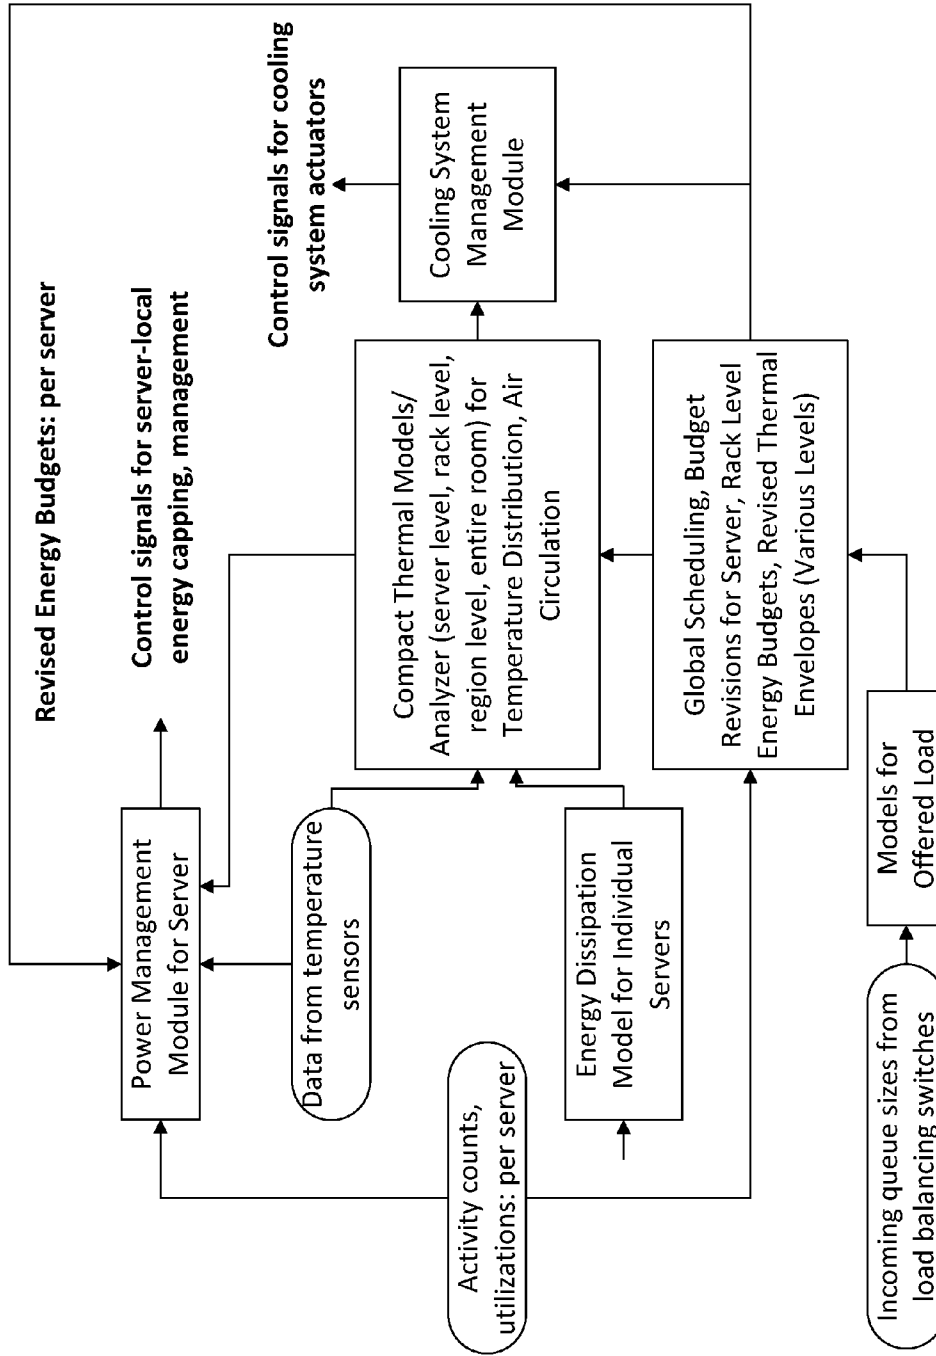 Revised Energy Budgets: per server
Power Management
Module for Server
Control signals for server-local
energy capping, management
Control signals for cooling
system actuators
Data from temperature
sensors
Activity counts,
utilizations: per server
Compact Thermal Models/
Analyzer (server level, rack level,
region level, entire room) for
Temperature Distribution, Air
Circulation
Cooling System
Management
Module
Energy Dissipation
Model for Individual
Servers
Global Scheduling, Budget
Revisions for Server, Rack Level
Energy Budgets, Revised Thermal
Envelopes (Various Levels)
Incoming queue sizes from
load balancing switches
Models for
Offered Load